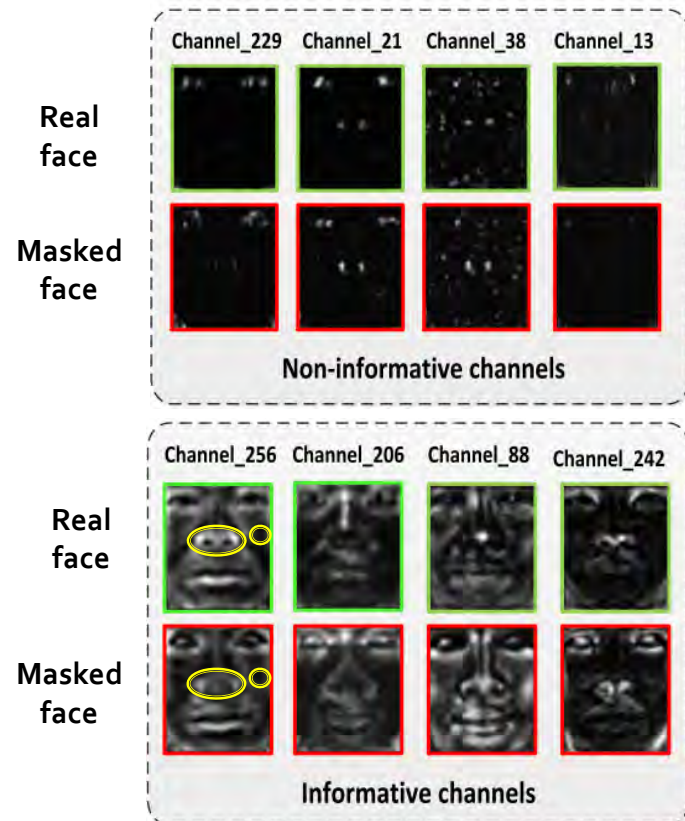 Channel_229 Channel_21 Channel_38 Channel_13
Real
face
Masked
face
Non-informative channels
Channel_256 Channel_206 Channel_88 Channel_242
Real
face
Masked
face
Informative channels